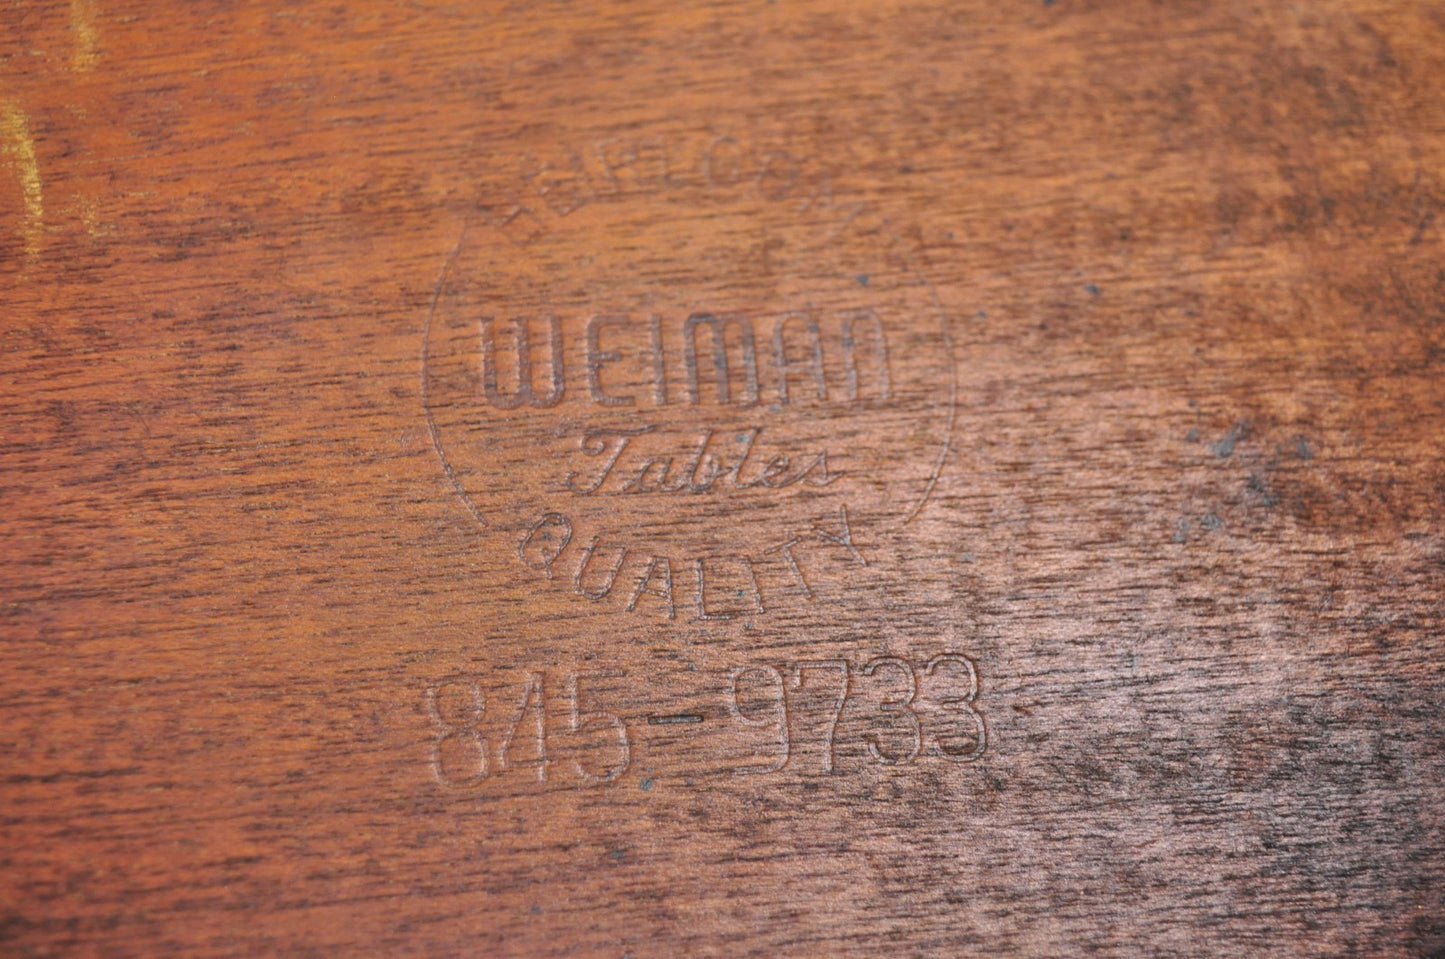 HEIRLOOM
WEIMAN
Tables
QUALITY
845-9733